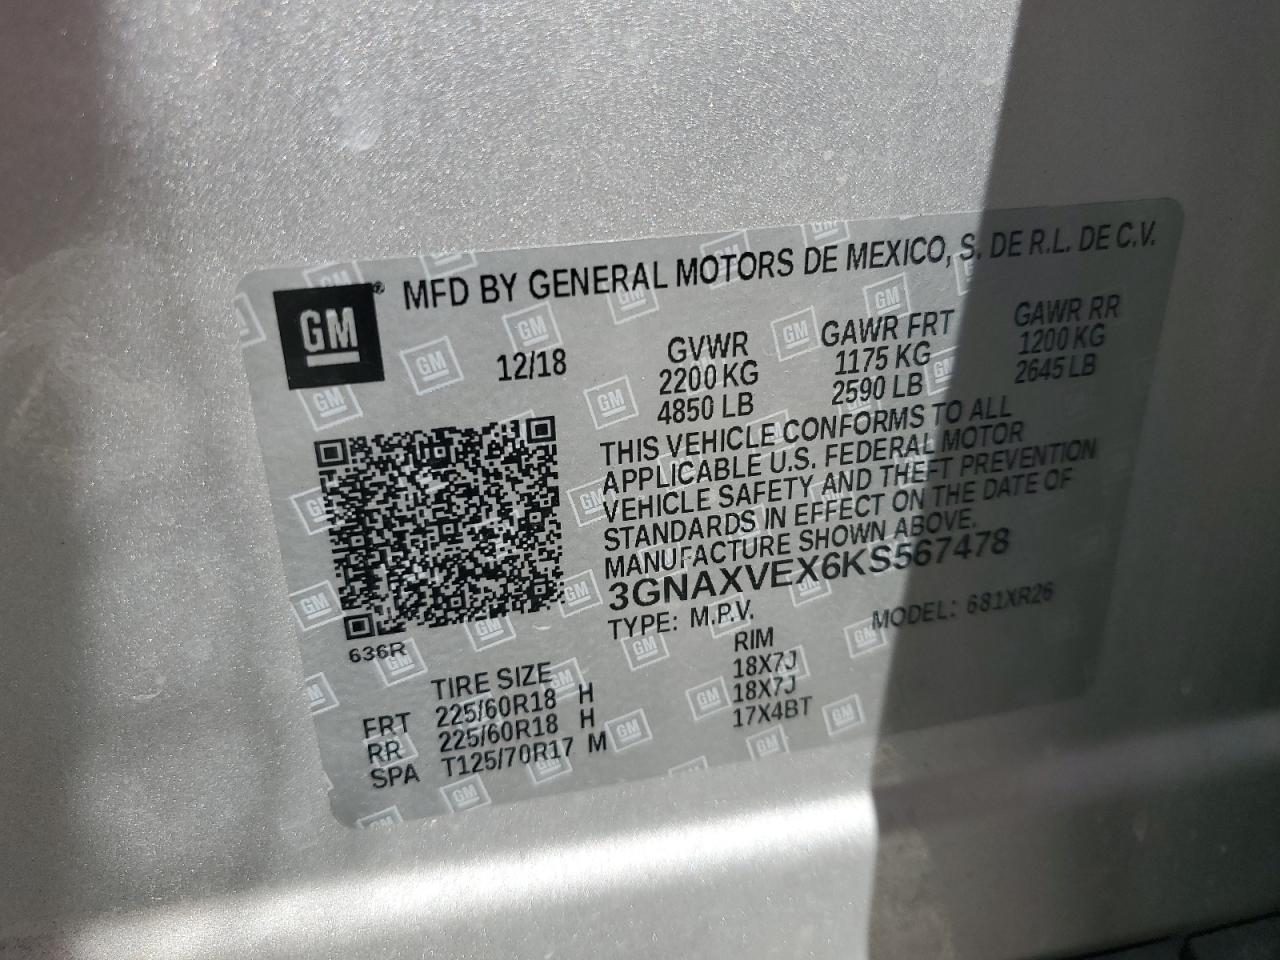 GM® MFD BY GENERAL MOTORS DE MEXICO, S. DE R.L. DE C.V.
12/18
GVWR GAWR FRT GAWR RR
2200 KG 1175 KG 1200 KG
4850 LB 2590 LB 2645 LB
THIS VEHICLE CONFORMS TO ALL
APPLICABLE U.S. FEDERAL MOTOR
VEHICLE SAFETY AND THEFT PREVENTION
STANDARDS IN EFFECT ON THE DATE OF
MANUFACTURE SHOWN ABOVE.
3GNAXVEX6KS567478
TYPE: M.P.V. MODEL: 681XR26
636R
TIRE SIZE RIM
FRT 225/60R18 H 18X7J
RR 225/60R18 H 18X7J
SPA T125/70R17 M 17X4BT